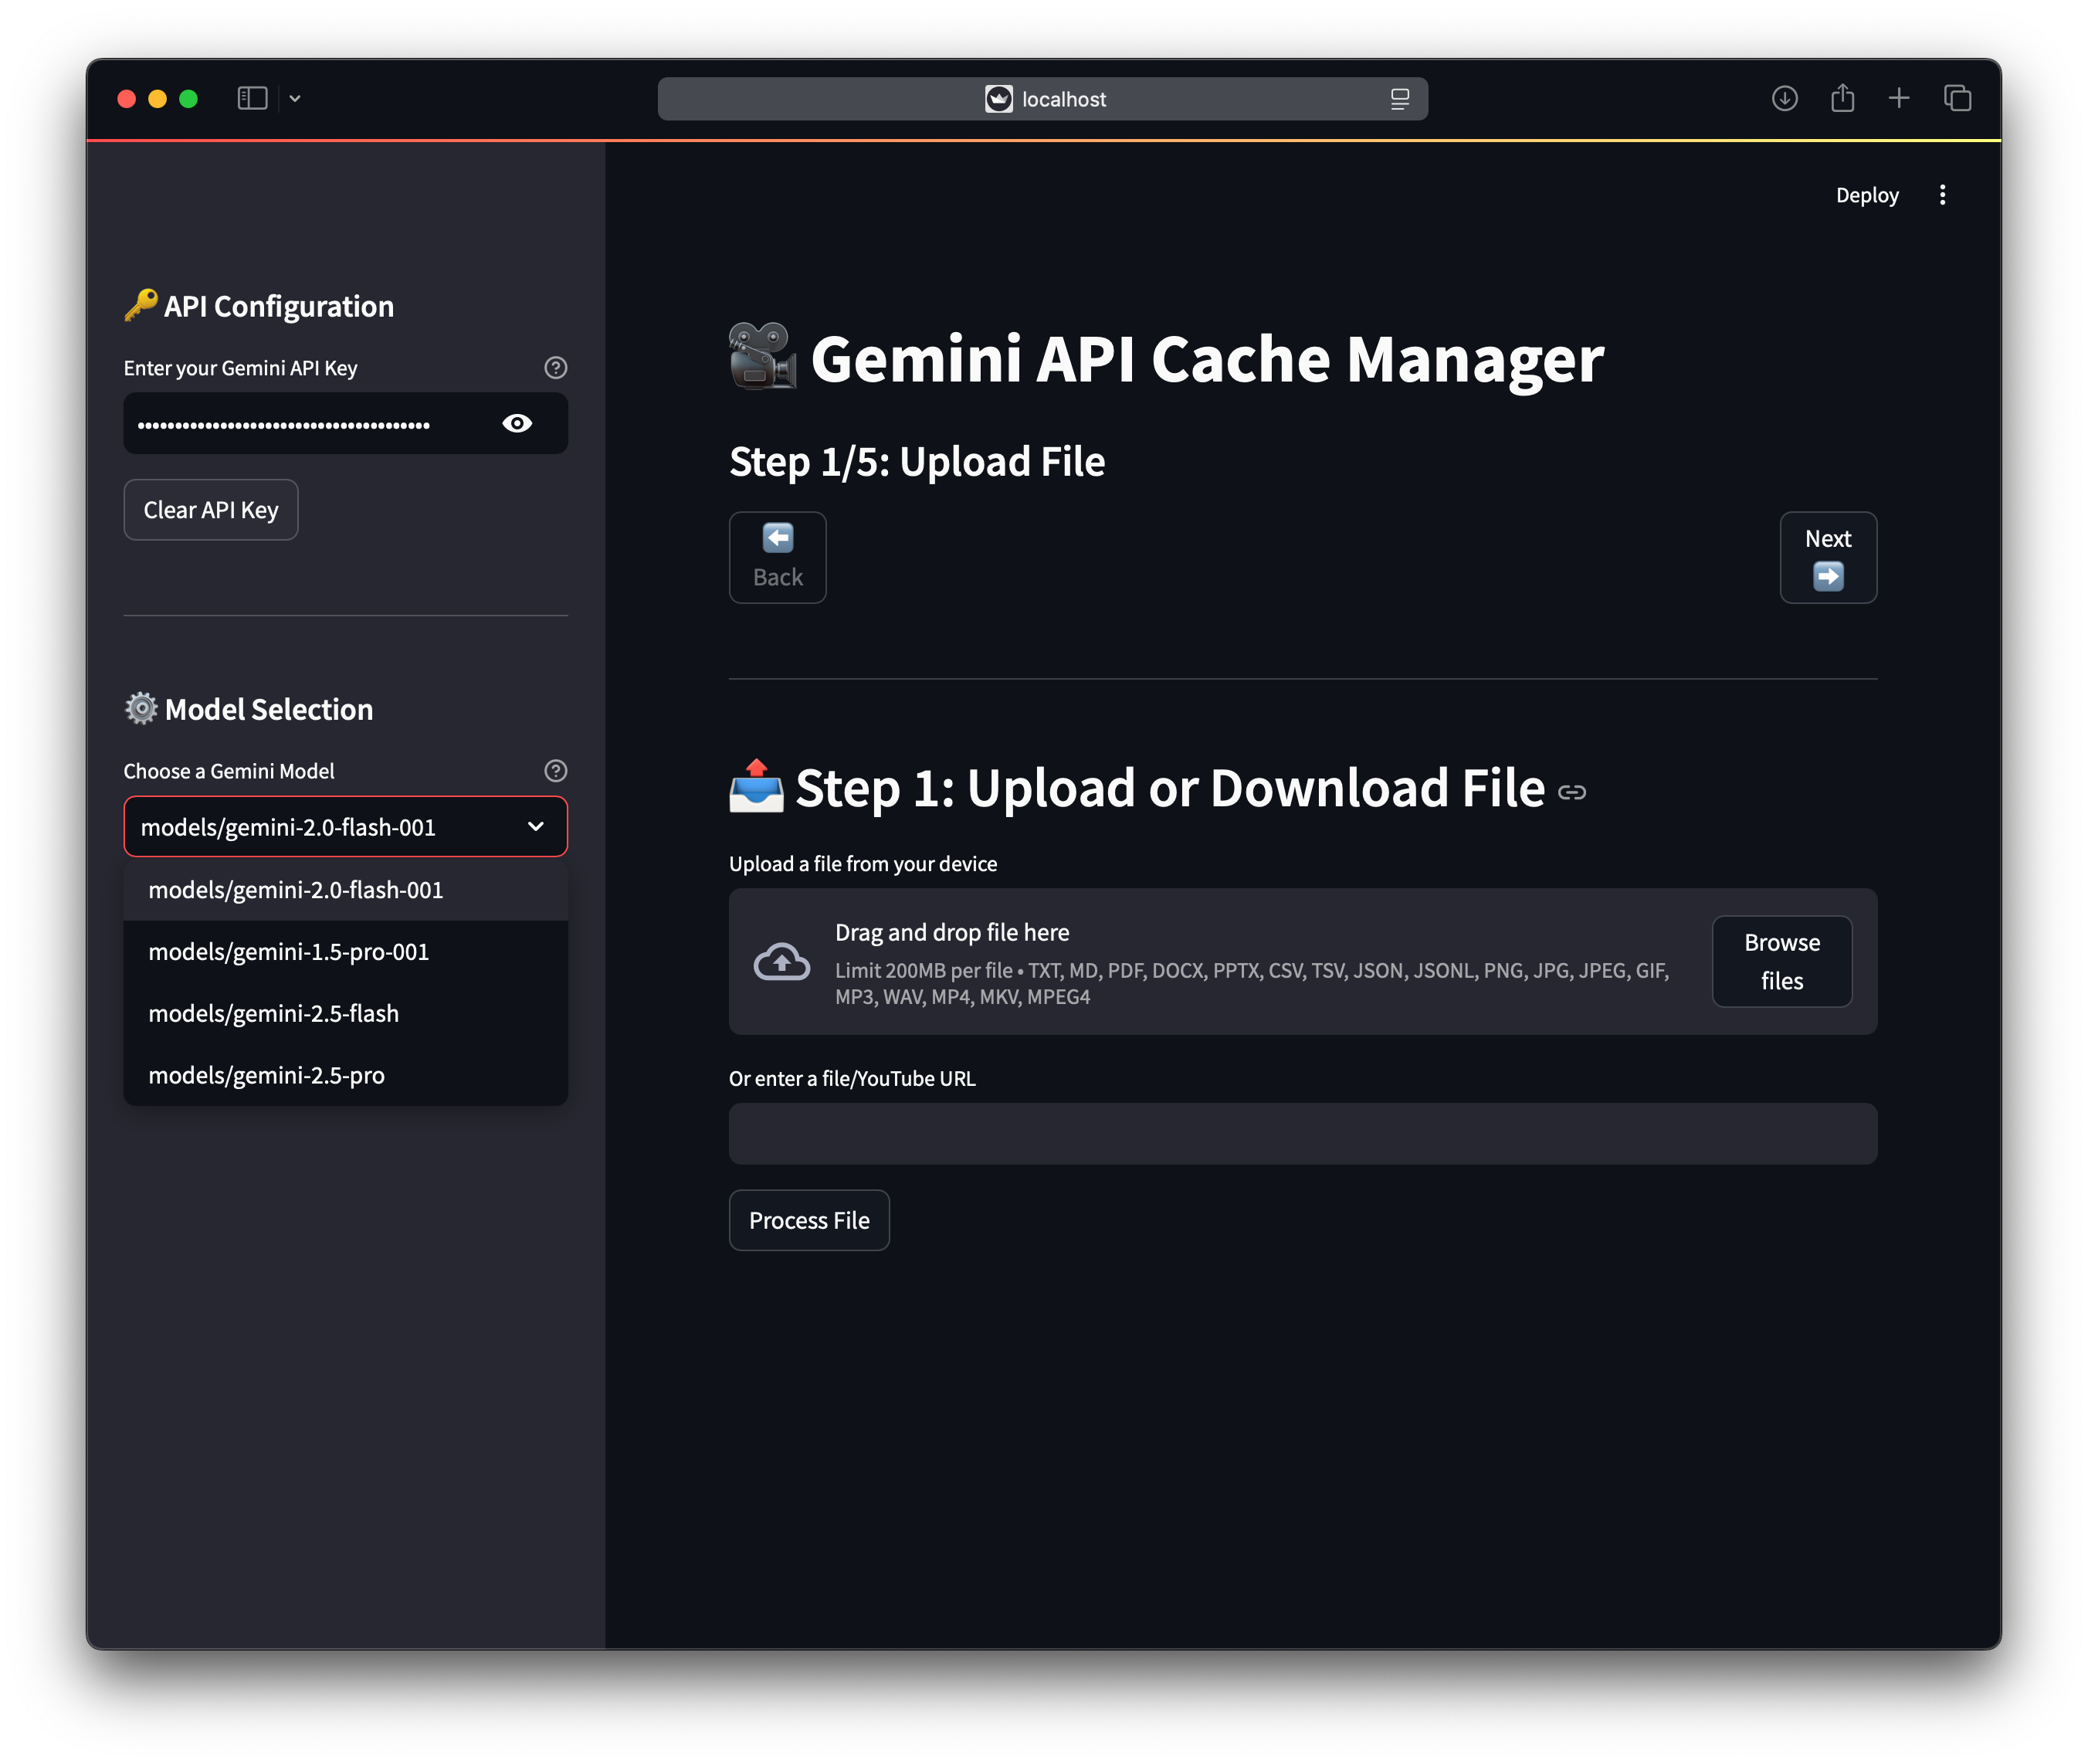 localhost
Deploy
API Configuration
Enter your Gemini API Key
Clear API Key
Model Selection
Choose a Gemini Model
models/gemini-2.0-flash-001
models/gemini-2.0-flash-001
models/gemini-1.5-pro-001
models/gemini-2.5-flash
models/gemini-2.5-pro
Gemini API Cache Manager
Step 1/5: Upload File
Back
Next
Step 1: Upload or Download File
Upload a file from your device
Drag and drop file here
Limit 200MB per file • TXT, MD, PDF, DOCX, PPTX, CSV, TSV, JSON, JSONL, PNG, JPG, JPEG, GIF,
MP3, WAV, MP4, MKV, MPEG4
Browse
files
Or enter a file/YouTube URL
Process File